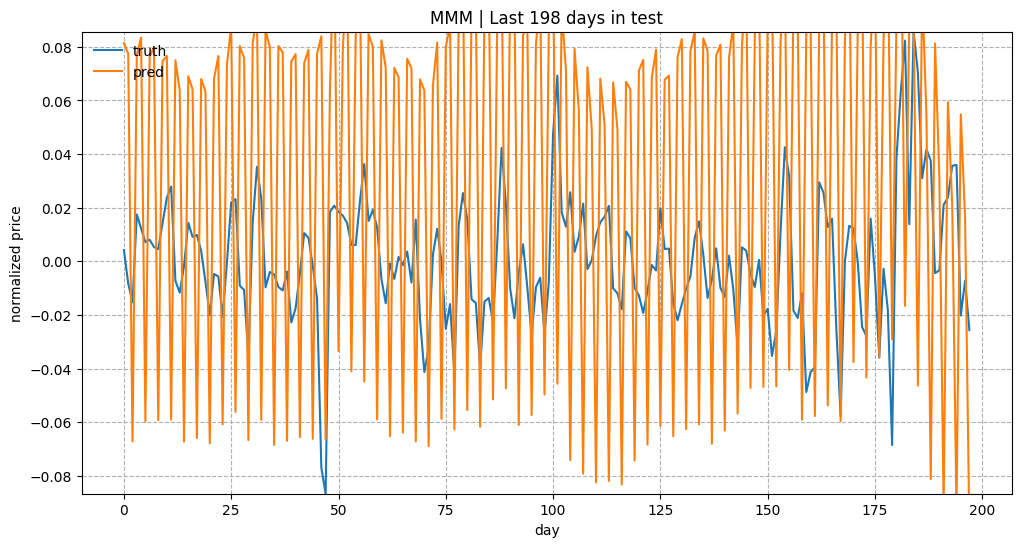 MMM | Last 198 days in test
truth
pred
normalized price
0.08
0.06
0.04
0.02
0.00
−0.02
−0.04
−0.06
−0.08
0 25 50 75 100 125 150 175 200
day